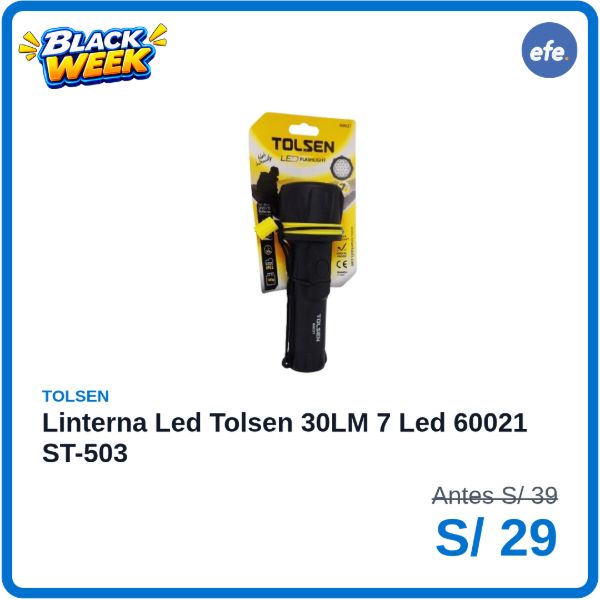 BLACK
WEEK
efe.
TOLSEN
LED FLASHLIGHT
TOLSEN
60021
TOLSEN
Linterna Led Tolsen 30LM 7 Led 60021
ST-503
Antes S/ 39
S/ 29